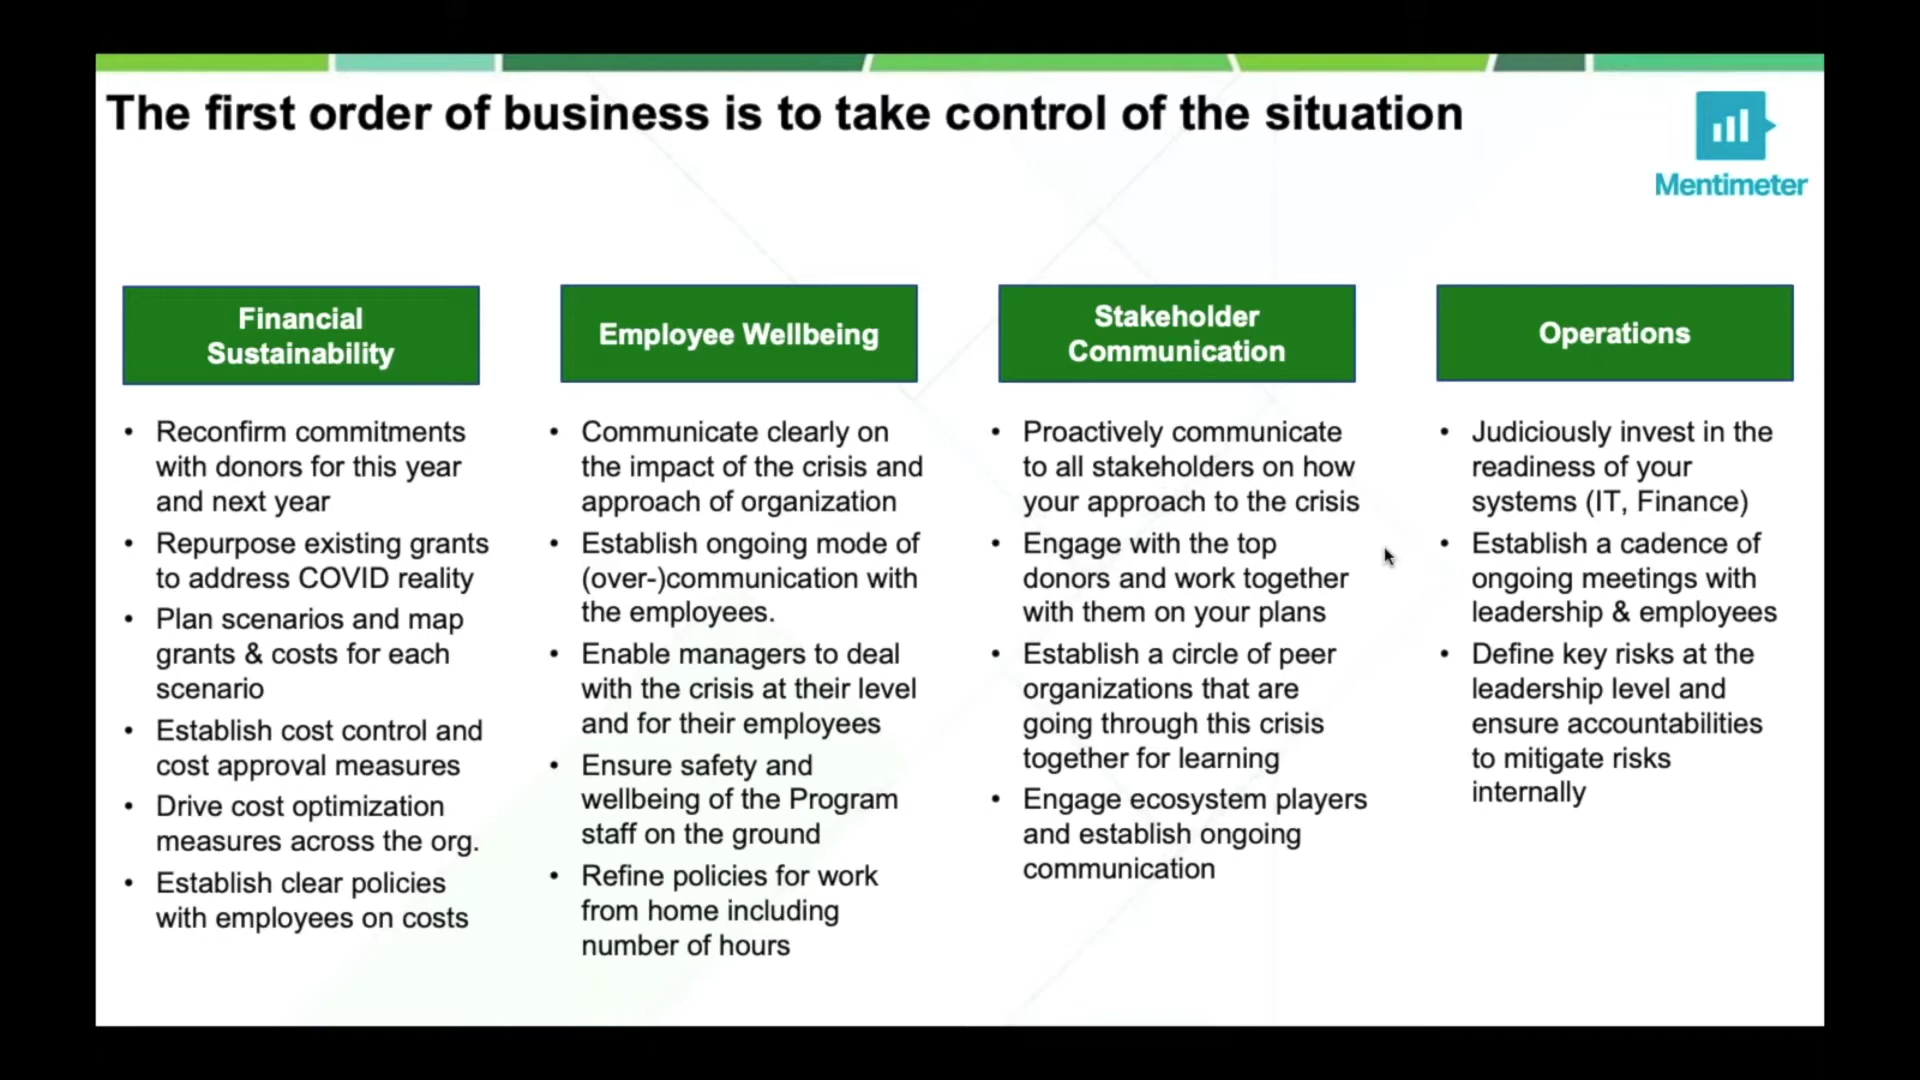 The first order of business is to take control of the situation
Mentimeter
Financial
Sustainability
• Reconfirm commitments
with donors for this year
and next year
• Repurpose existing grants
to address COVID reality
• Plan scenarios and map
grants & costs for each
scenario
• Establish cost control and
cost approval measures
• Drive cost optimization
measures across the org.
• Establish clear policies
with employees on costs
Employee Wellbeing
• Communicate clearly on
the impact of the crisis and
approach of organization
• Establish ongoing mode of
(over-)communication with
the employees.
• Enable managers to deal
with the crisis at their level
and for their employees
• Ensure safety and
wellbeing of the Program
staff on the ground
• Refine policies for work
from home including
number of hours
Stakeholder
Communication
• Proactively communicate
to all stakeholders on how
your approach to the crisis
• Engage with the top
donors and work together
with them on your plans
• Establish a circle of peer
organizations that are
going through this crisis
together for learning
• Engage ecosystem players
and establish ongoing
communication
Operations
• Judiciously invest in the
readiness of your
systems (IT, Finance)
• Establish a cadence of
ongoing meetings with
leadership & employees
• Define key risks at the
leadership level and
ensure accountabilities
to mitigate risks
internally